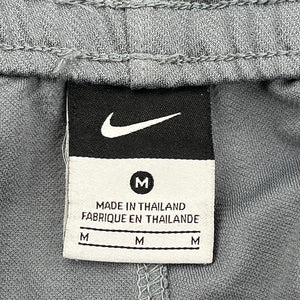 M
MADE IN THAILAND
FABRIQUE EN THAILANDE
M M M